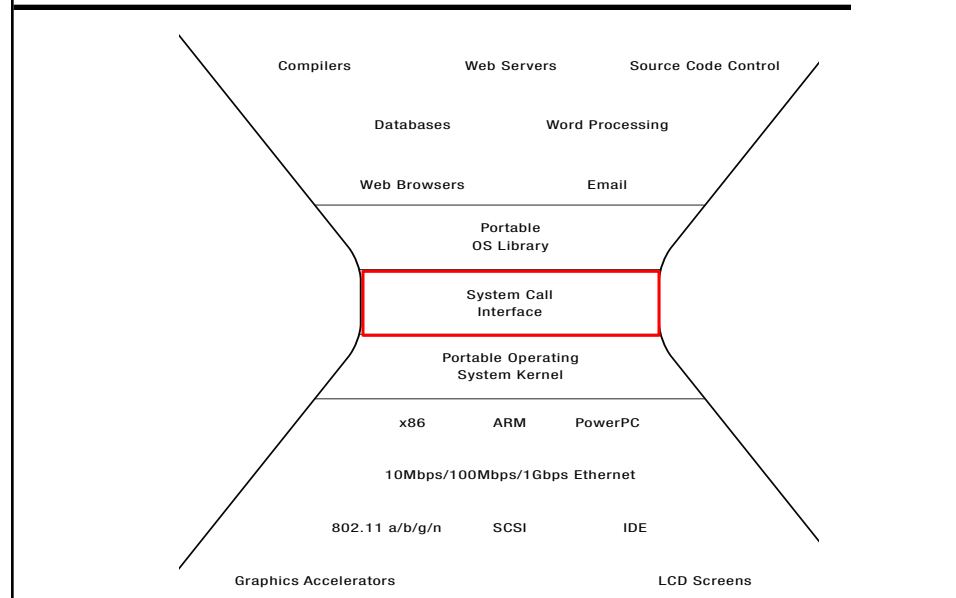 Compilers Web Servers Source Code Control
Databases Word Processing
Web Browsers Email
Portable
OS Library
System Call
Interface
Portable Operating
System Kernel
x86 ARM PowerPC
10Mbps/100Mbps/1Gbps Ethernet
802.11 a/b/g/n SCSI IDE
Graphics Accelerators LCD Screens